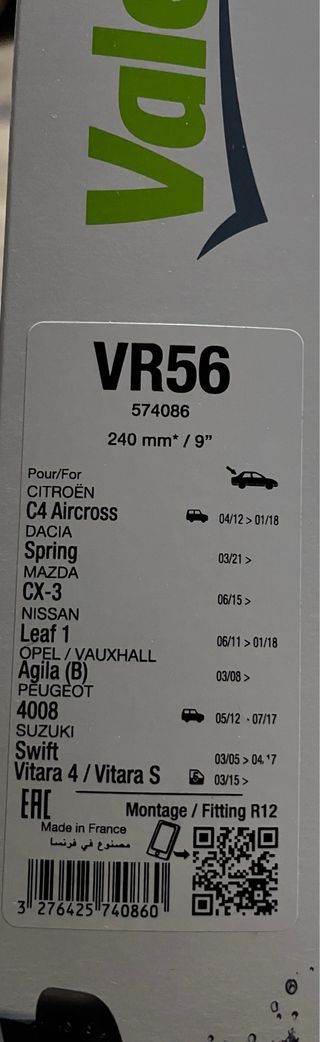 Vale
VR56
574086
240 mm* / 9”
Pour/For
CITROËN
C4 Aircross 04/12 > 01/18
DACIA
Spring 03/21 >
MAZDA
CX-3 06/15 >
NISSAN
Leaf 1 06/11 > 01/18
OPEL / VAUXHALL
Agila (B) 03/08 >
PEUGEOT
4008 05/12 · 07/17
SUZUKI
Swift 03/05 > 04
Vitara 4 / Vitara S 03/15 >
EAC Montage / Fitting R12
Made in France
مصنوع في فرنسا
3 276425 740860